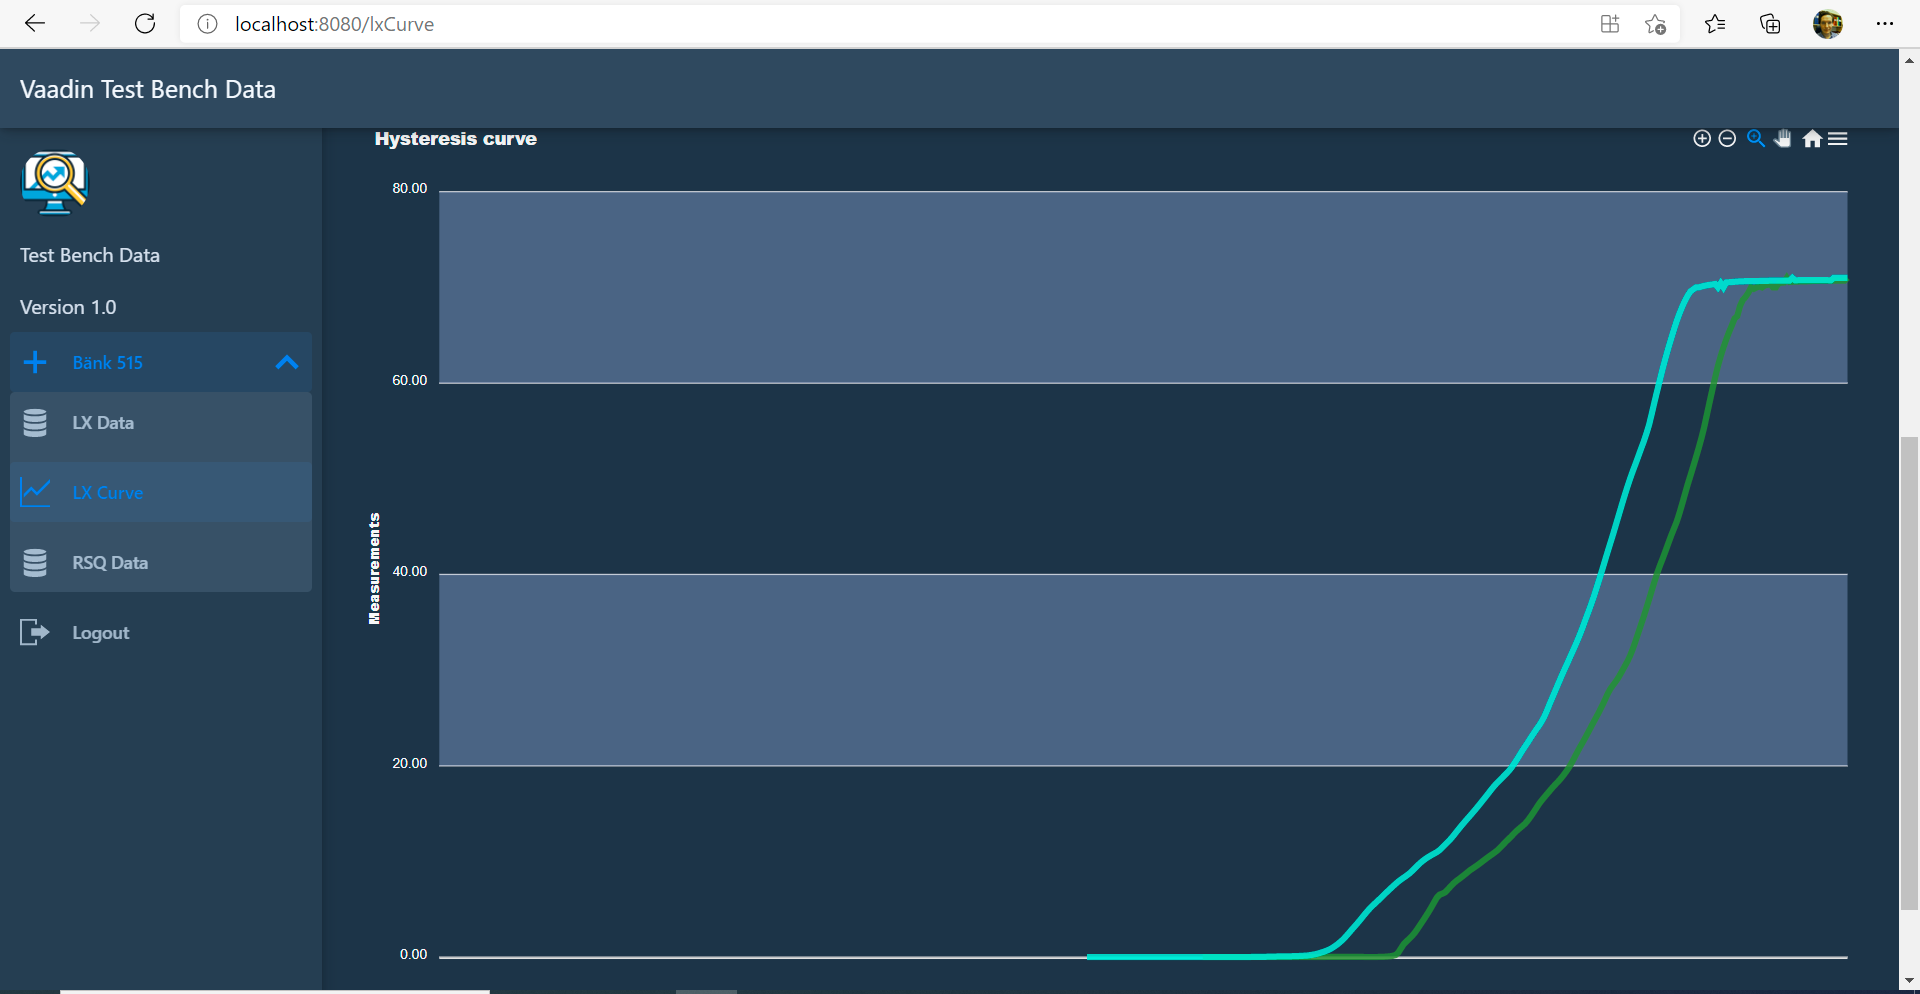 localhost:8080/lxCurve
Vaadin Test Bench Data
Test Bench Data
Version 1.0
Bänk 515
LX Data
LX Curve
RSQ Data
Logout
Hysteresis curve
Measurements
80.00
60.00
40.00
20.00
0.00